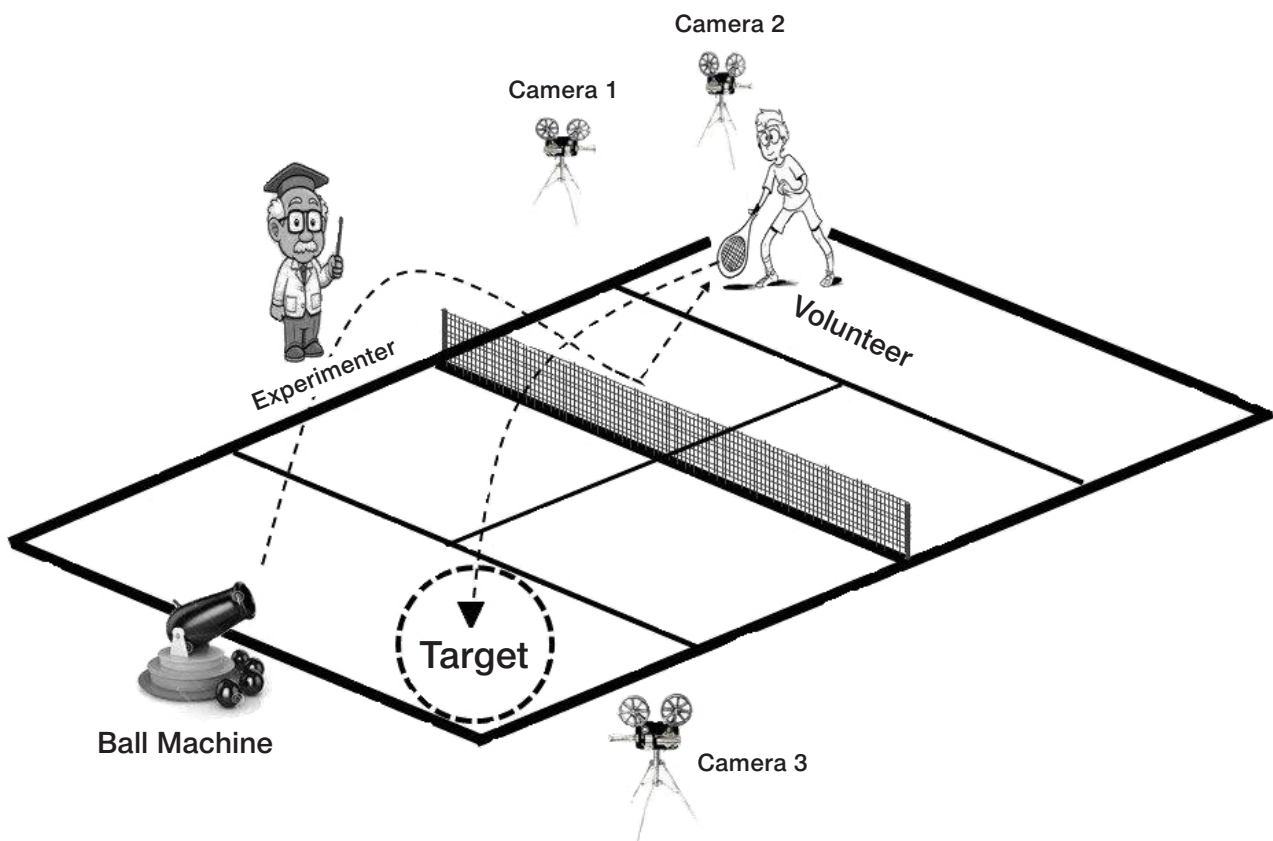 Camera 2
Camera 1
Experimenter
Volunteer
Target
Ball Machine
Camera 3